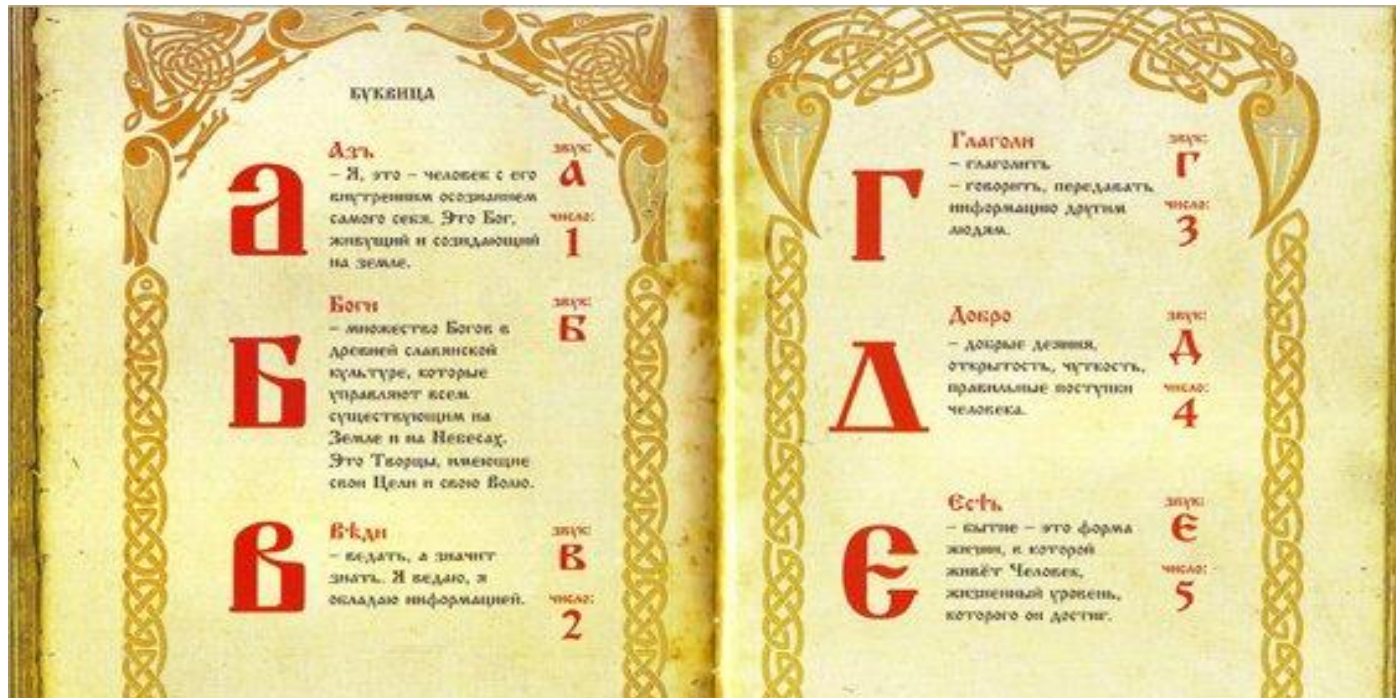 БУКВИЦА
а
Азъ
– Я, это – человек с его
внутренним осознанием
самого себя. Это Бог,
живущий и созидающий
на земле.
звук:
А
число:
1
Б
Боги
– множество Богов в
древней славянской
культуре, которые
управляют всем
существующим на
Земле и на Небесах.
Это Творцы, имеющие
свои Цели и свою Волю.
звук:
Б
В
Вѣди
– ведать, а значит
знать. Я ведаю, я
обладаю информацией.
звук:
В
число:
2
Г
Глаголи
– глаголить
– говорить, передавать
информацию другим
людям.
звук:
Г
число:
3
Д
Добро
– добрые деяния,
открытость, чуткость,
правильные поступки
человека.
звук:
Д
число:
4
Є
Єсть
– бытие – это форма
жизни, в которой
живёт Человек,
жизненный уровень,
которого он достиг.
звук:
Є
число:
5